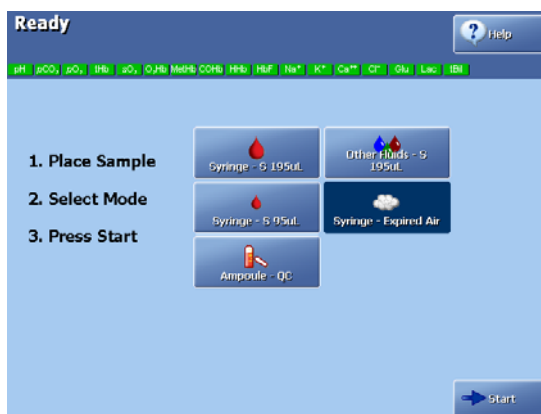 Ready
Help
pH pCO₂ pO₂ tHb sO₂ O₂Hb MetHb COHb HHb HbF Na⁺ K⁺ Ca⁺⁺ Cl⁻ Glu Lac tBil
1. Place Sample
2. Select Mode
3. Press Start
Syringe - S 195uL
Other Fluids - S
195uL
Syringe - S 95uL
Syringe - Expired Air
Ampoule - QC
Start